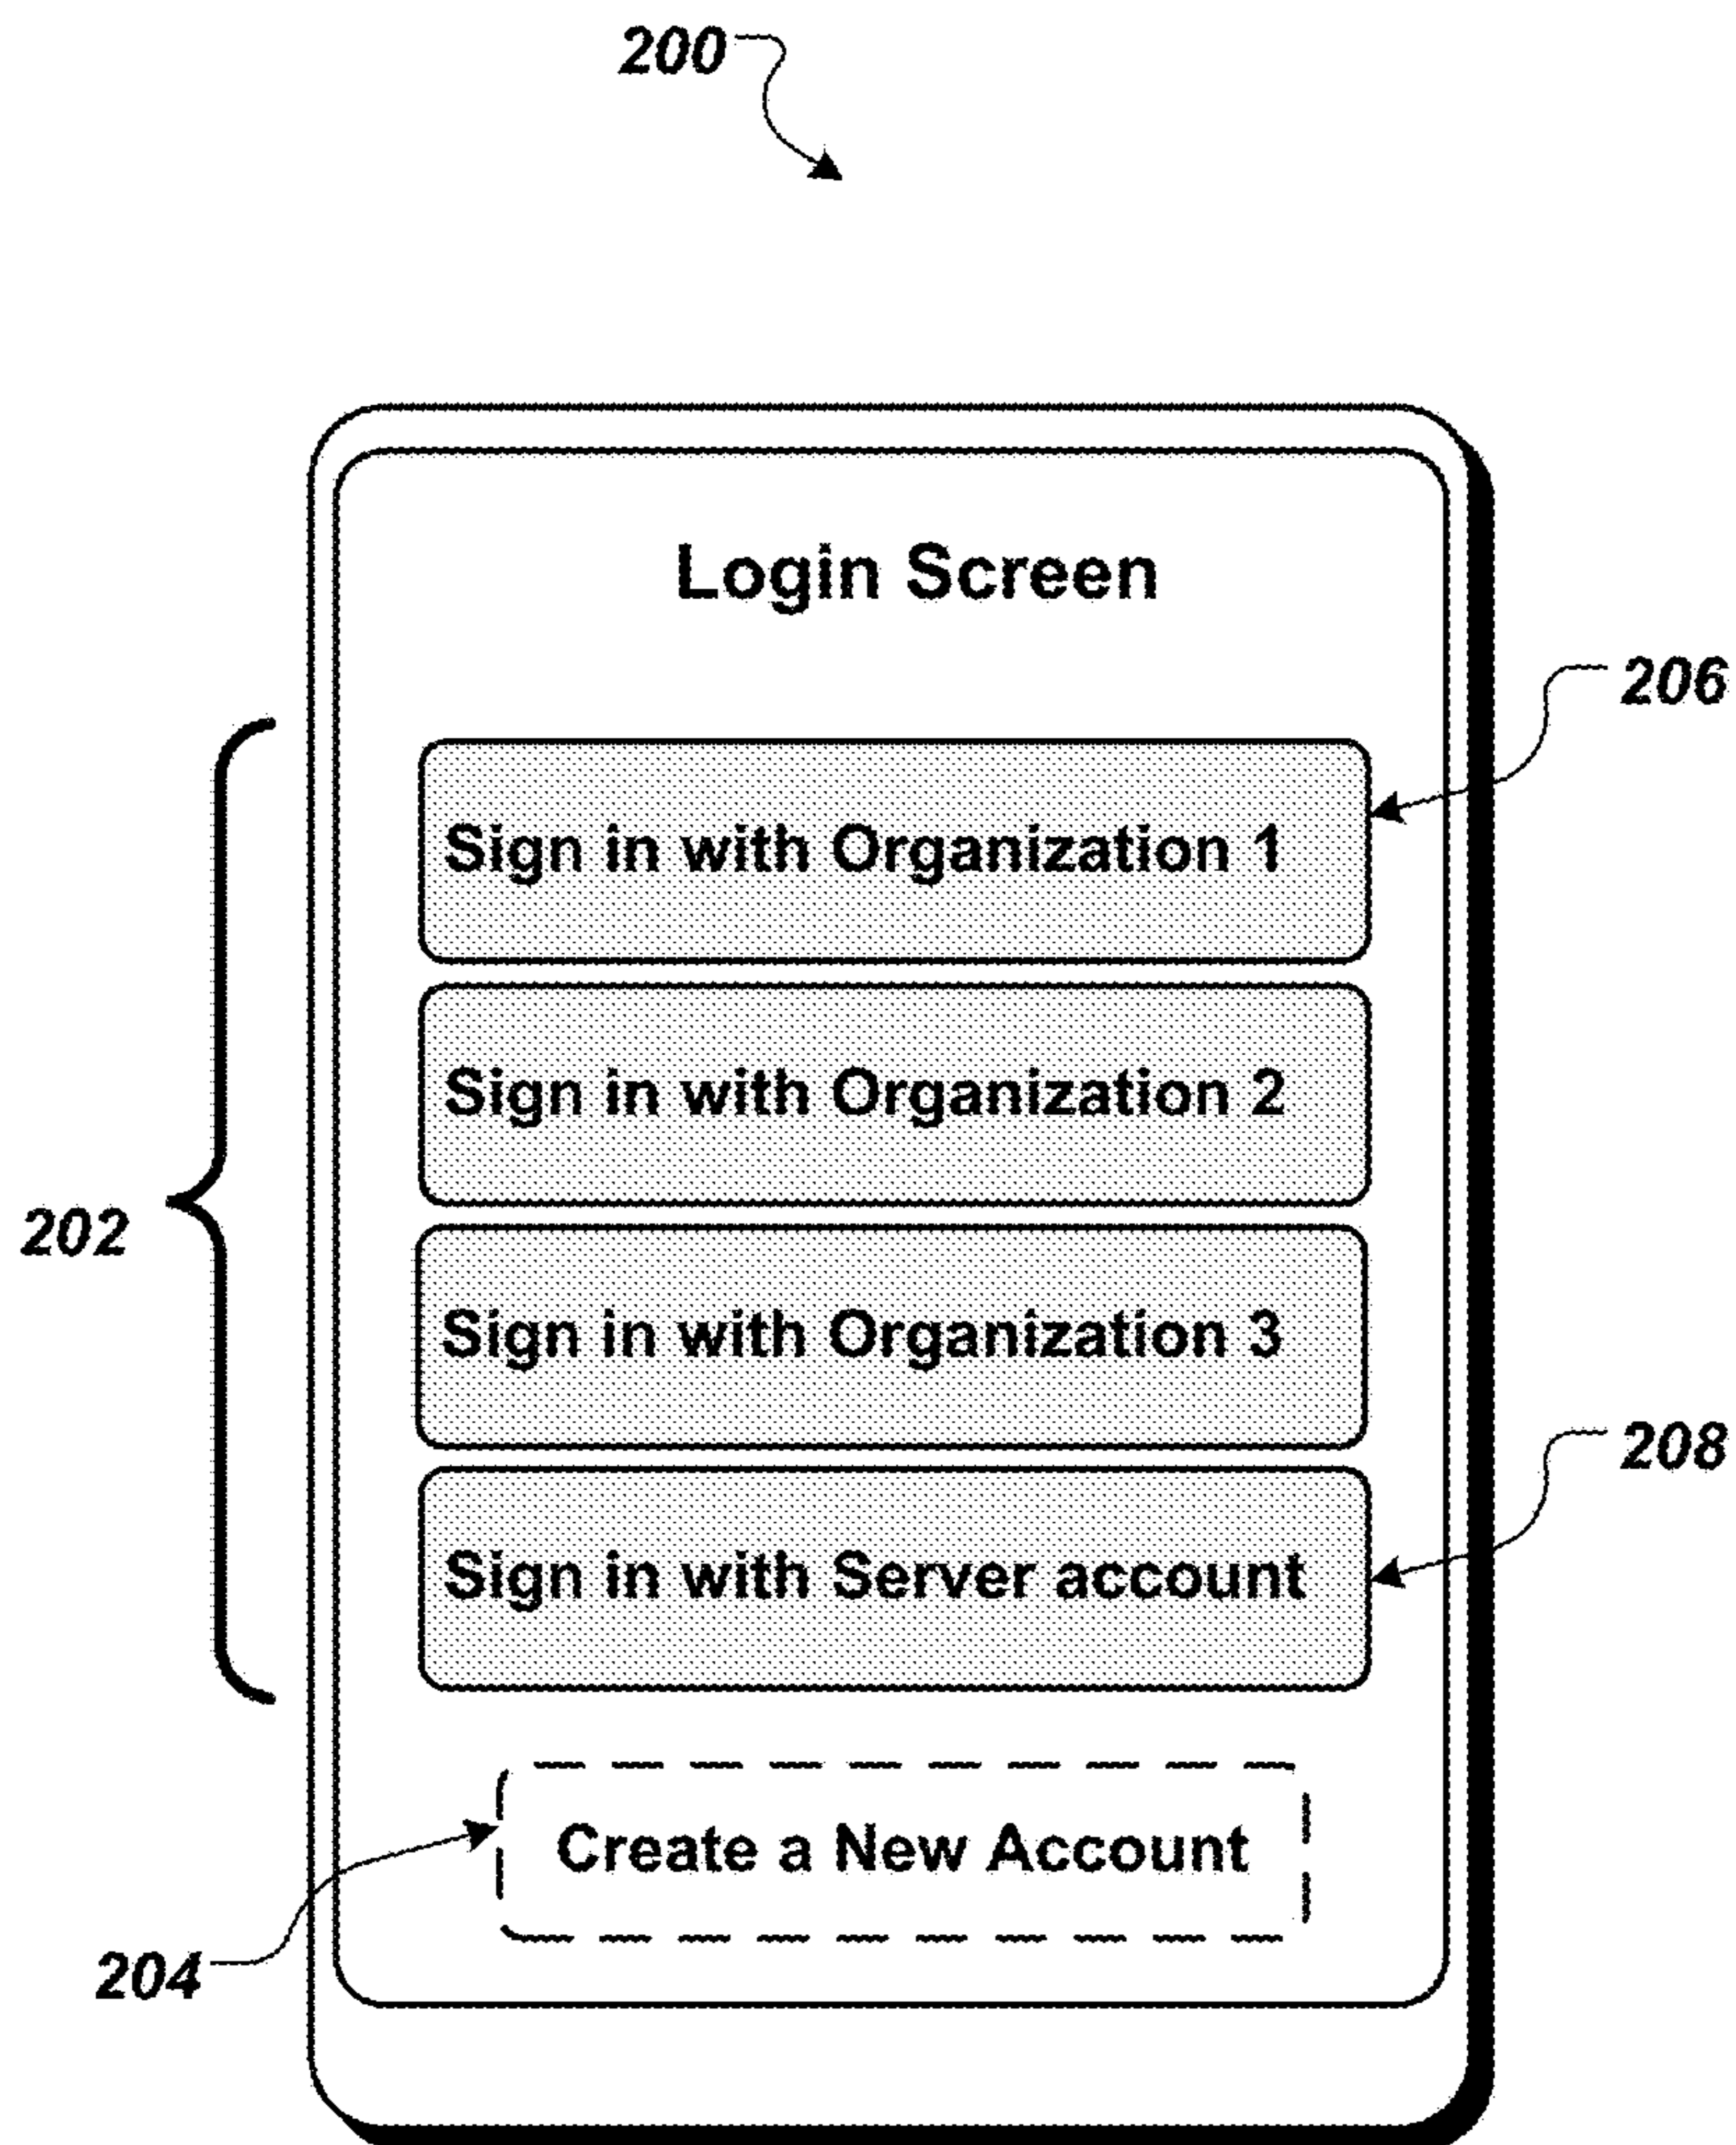 200
Login Screen
206
Sign in with Organization 1
Sign in with Organization 2
202
Sign in with Organization 3
208
Sign in with Server account
Create a New Account
204